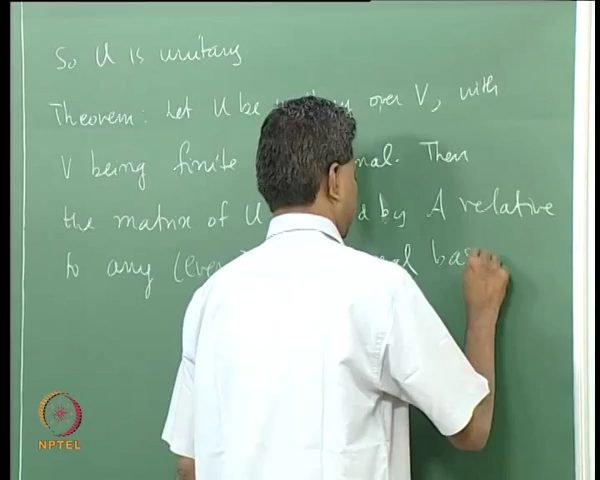 So U is unitary
Theorem: Let U be over V, with
V being finite Then
the matrix of U by A relative
to any
NPTEL